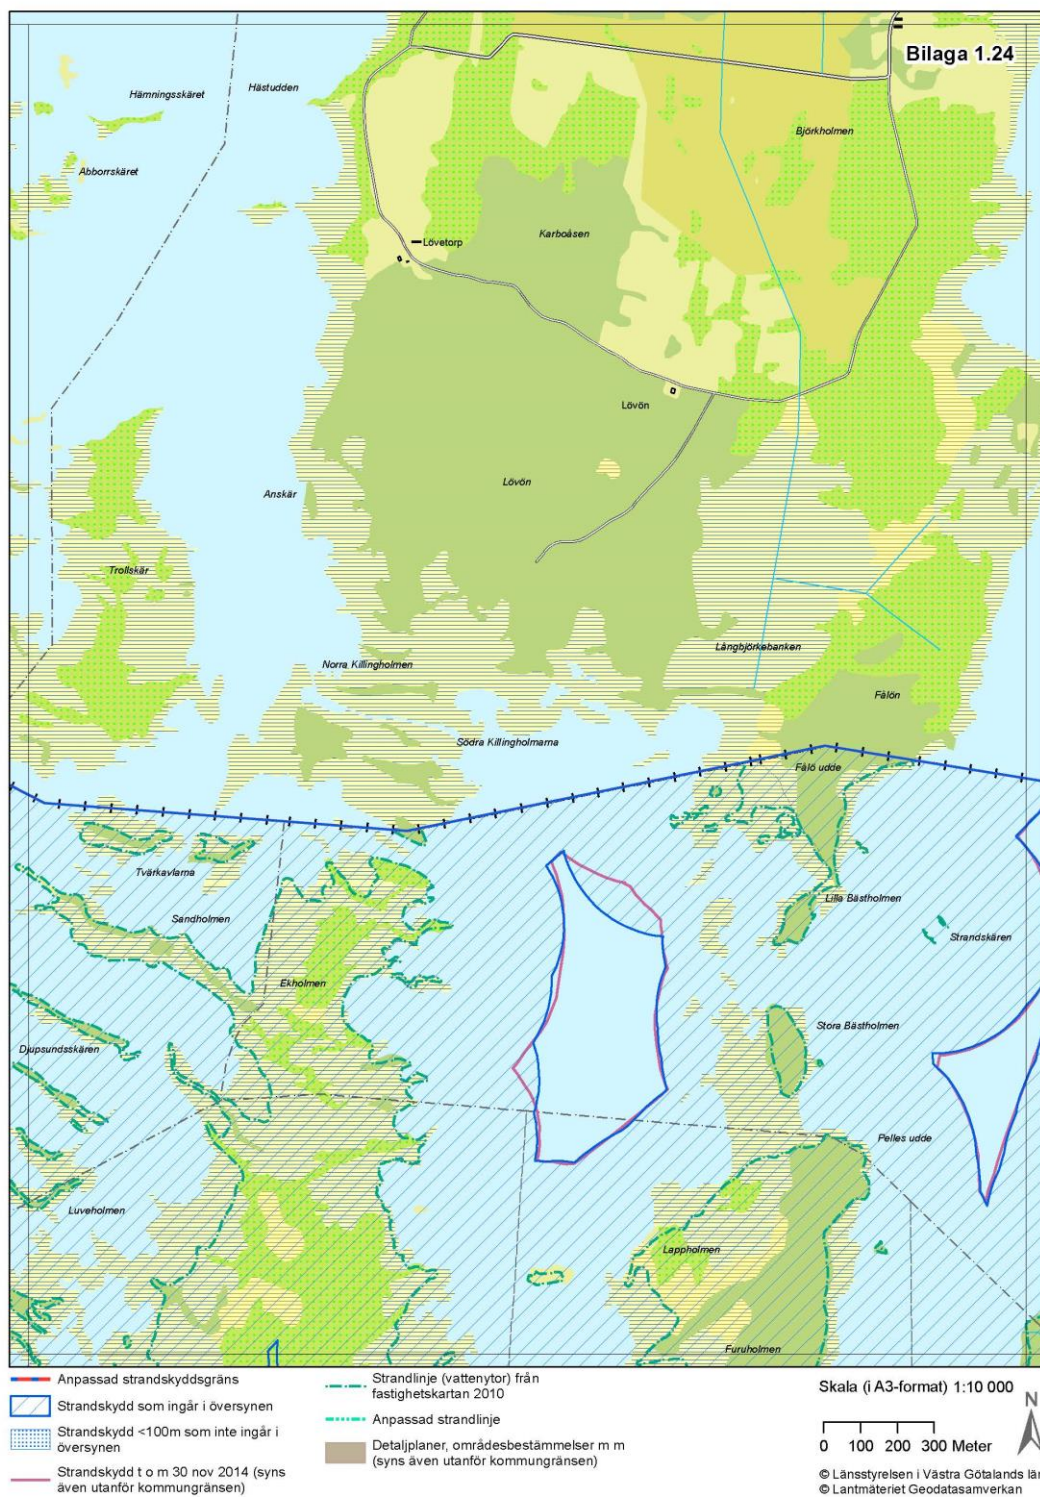 Bilaga 1.24
Hästudden
Hämningsskäret
Björkholmen
Abborrskäret
Karboåsen
Lövetorp
Lövön
Lövön
Anskär
Trollskär
Långbjörkebanken
Norra Killingholmen
Fålön
Södra Killingholmarna
Fålö udde
Tvärkavlarna
Lilla Bästholmen
Sandholmen
Strandskären
Ekholmen
Stora Bästholmen
Djupsundsskären
Pelles udde
Luveholmen
Lappholmen
Furuholmen
Anpassad strandskyddsgräns
Strandskydd som ingår i översynen
Strandskydd <100m som inte ingår i
översynen
Strandskydd t o m 30 nov 2014 (syns
även utanför kommungränsen)
Strandlinje (vattenytor) från
fastighetskartan 2010
Anpassad strandlinje
Detaljplaner, områdesbestämmelser m m
(syns även utanför kommungränsen)
Skala (i A3-format) 1:10 000
N
0 100 200 300 Meter
© Länsstyrelsen i Västra Götalands län
© Lantmäteriet Geodatasamverkan